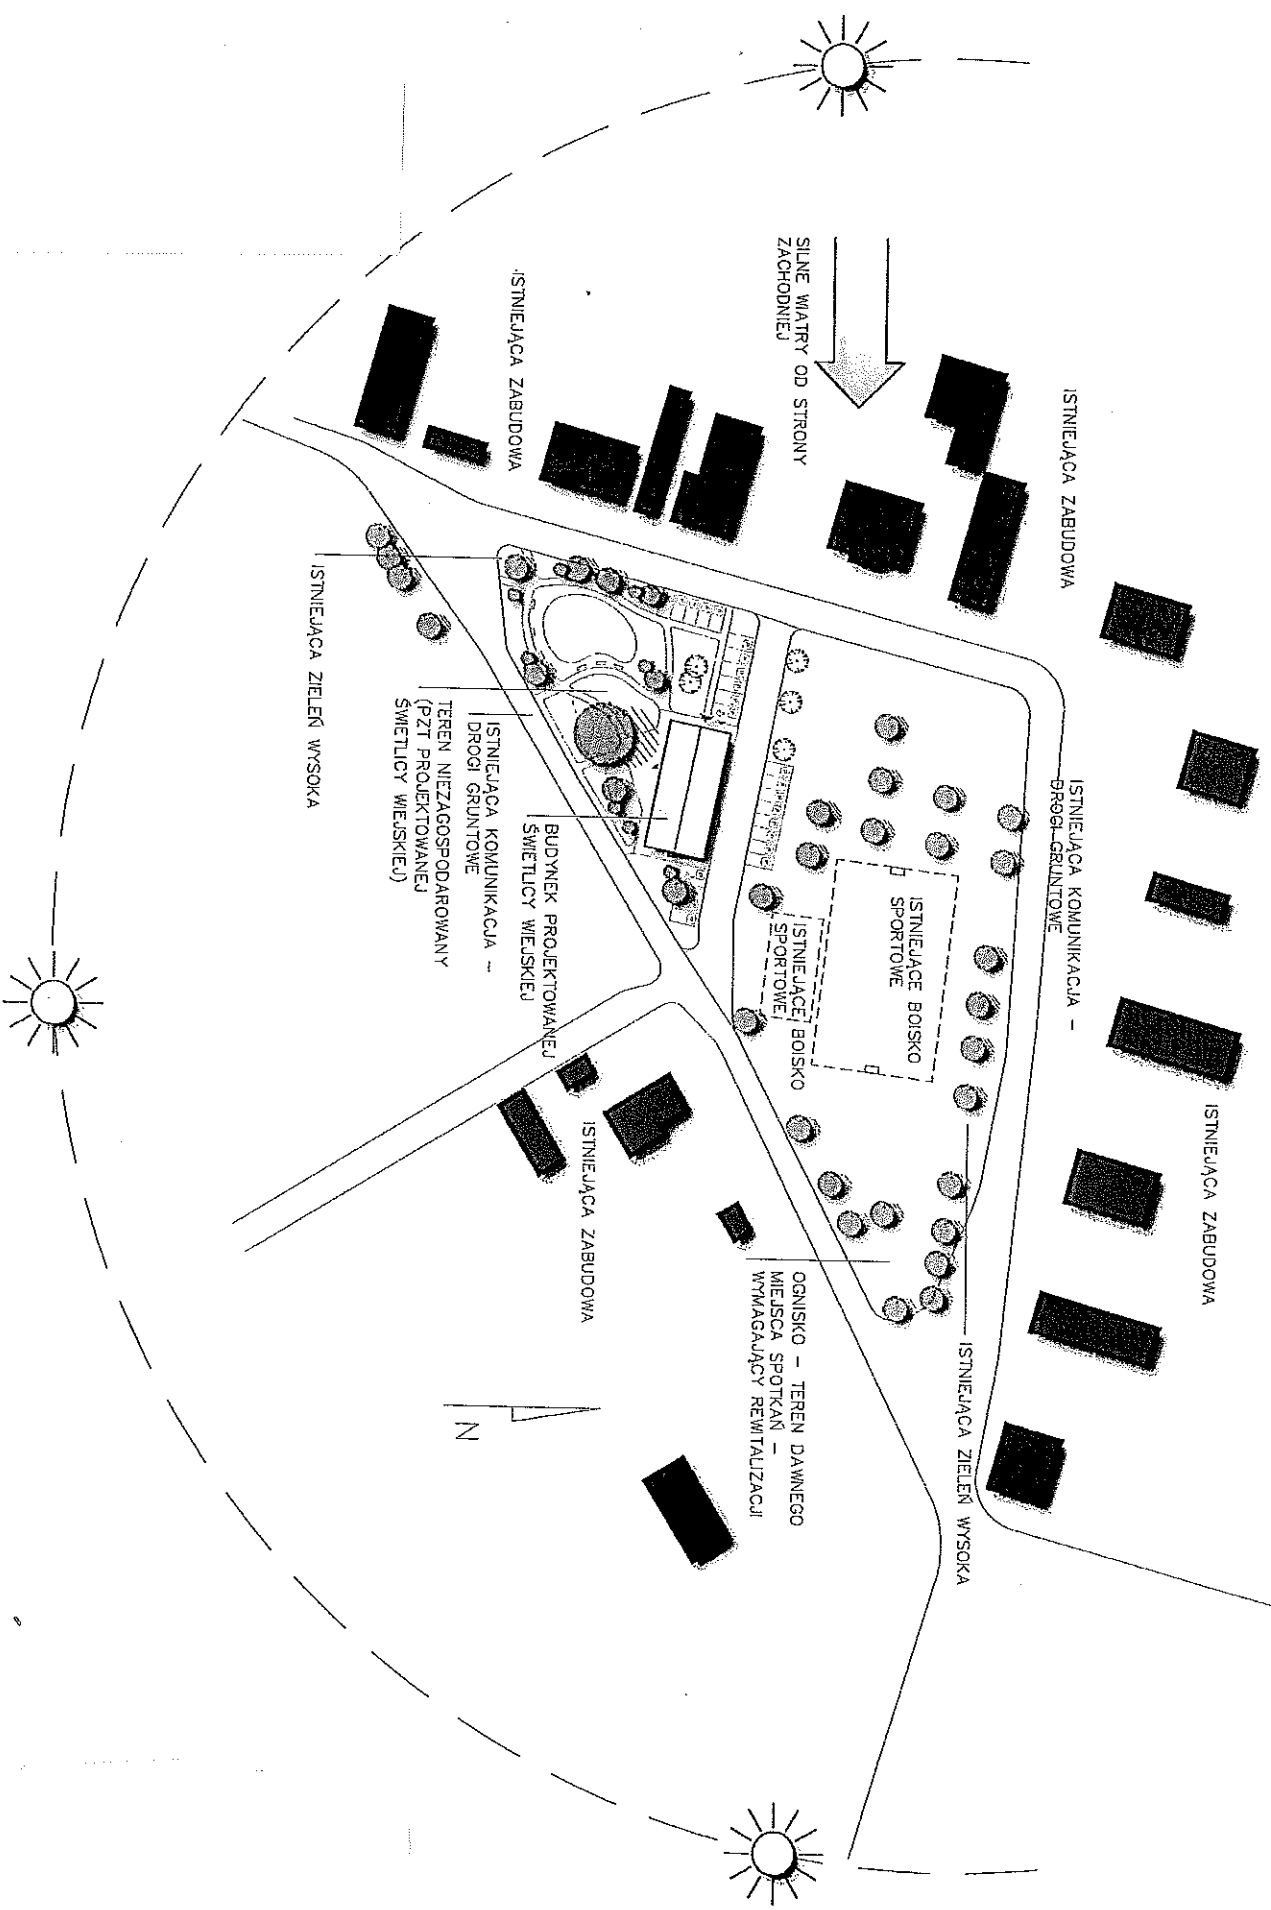 SILNE WIATRY OD STRONY
ZACHODNIEJ
ISTNIEJĄCA ZABUDOWA
ISTNIEJĄCA ZABUDOWA
ISTNIEJĄCA KOMUNIKACJA –
DROGI GRUNTOWE
ISTNIEJĄCA ZABUDOWA
ISTNIEJĄCE BOISKO
SPORTOWE
ISTNIEJĄCE BOISKO
SPORTOWE
ISTNIEJĄCA ZIELEŃ WYSOKA
BUDYNEK PROJEKTOWANEJ
ŚWIETLICY WIEJSKIEJ
ISTNIEJĄCA KOMUNIKACJA –
DROGI GRUNTOWE
TEREN NIEZAGOSPODAROWANY
(PZT PROJEKTOWANEJ
ŚWIETLICY WIEJSKIEJ)
ISTNIEJĄCA ZIELEŃ WYSOKA
ISTNIEJĄCA ZABUDOWA
OGNISKO – TEREN DAWNEGO
MIEJSCA SPOTKAŃ –
WYMAGAJĄCY REWITALIZACJI
N